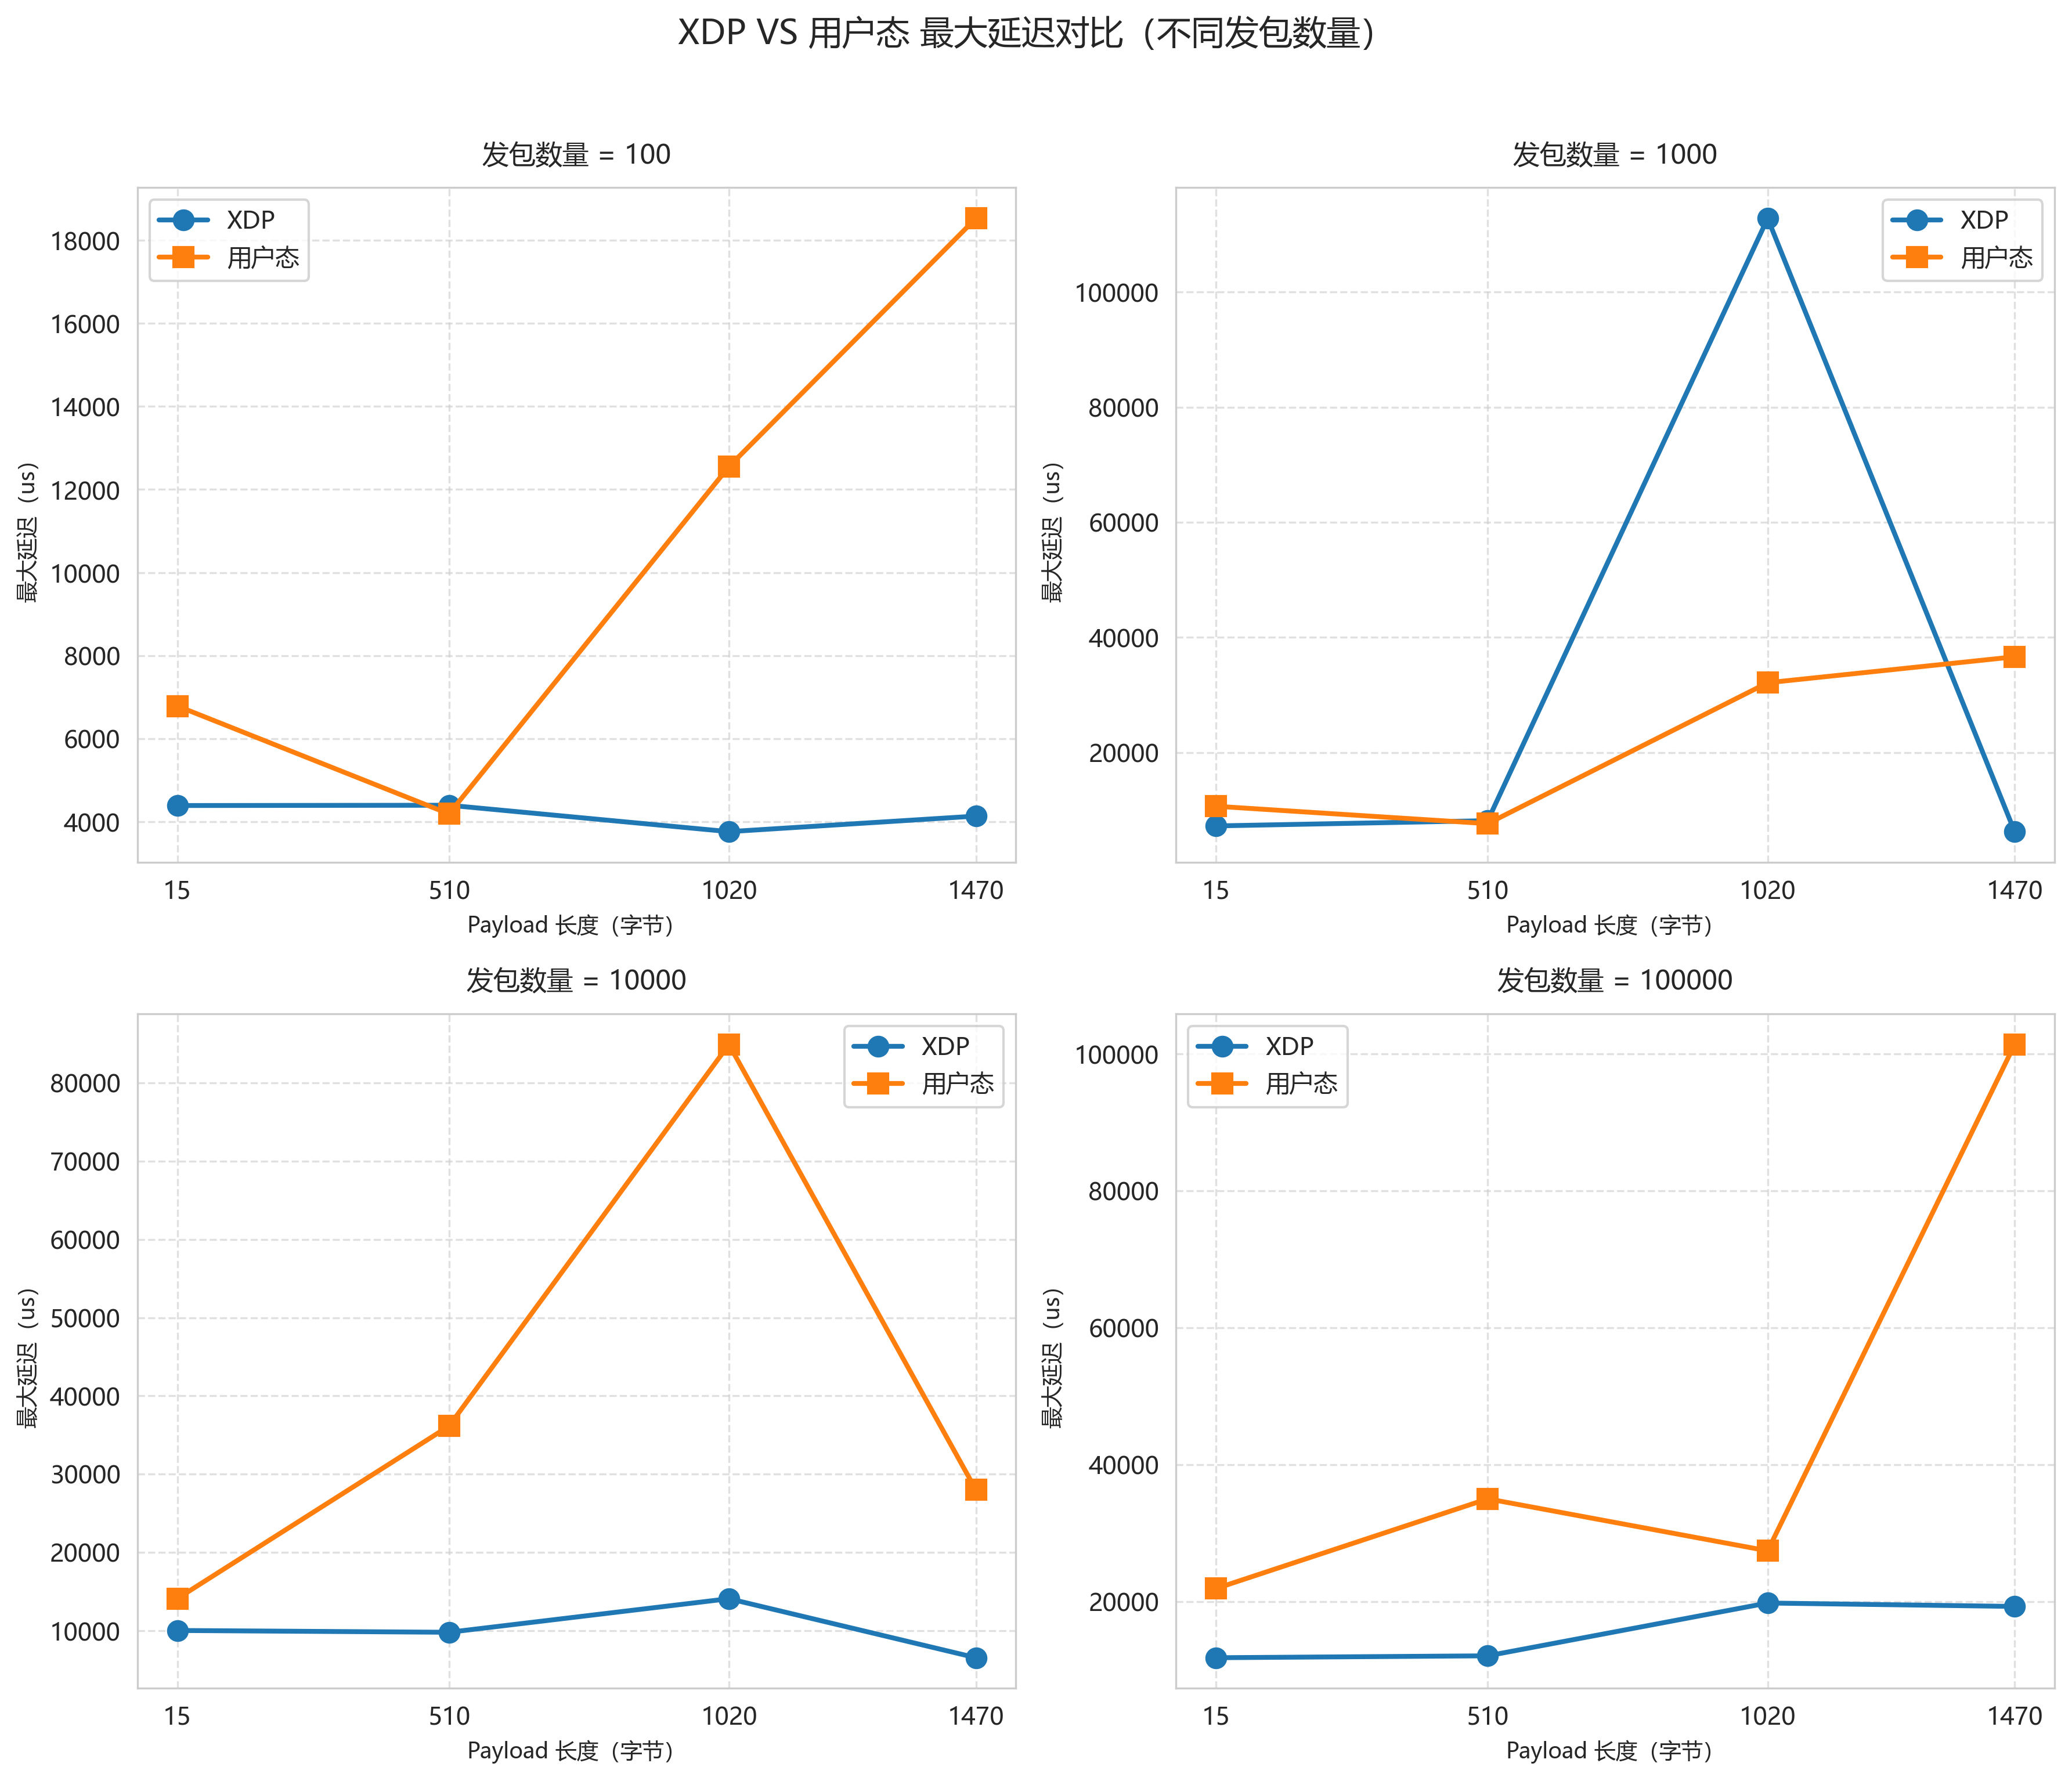 XDP VS 用户态 最大延迟对比（不同发包数量）
发包数量 = 100
XDP
用户态
18000
16000
14000
12000
10000
8000
6000
4000
最大延迟（us）
15 510 1020 1470
Payload 长度（字节）
发包数量 = 1000
XDP
用户态
100000
80000
60000
40000
20000
最大延迟（us）
15 510 1020 1470
Payload 长度（字节）
发包数量 = 10000
XDP
用户态
80000
70000
60000
50000
40000
30000
20000
10000
最大延迟（us）
15 510 1020 1470
Payload 长度（字节）
发包数量 = 100000
XDP
用户态
100000
80000
60000
40000
20000
最大延迟（us）
15 510 1020 1470
Payload 长度（字节）